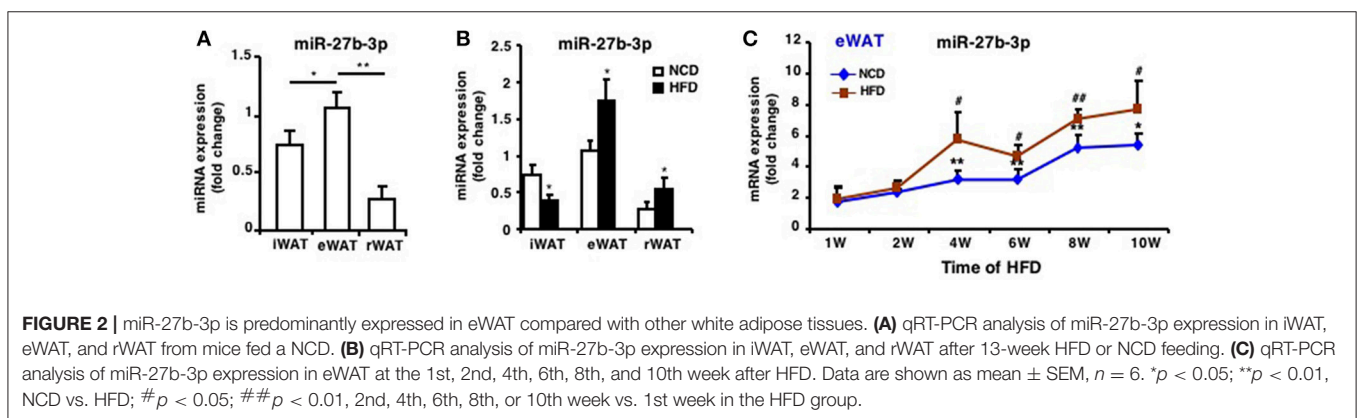 A
miR-27b-3p
miRNA expression
(fold change)
1.5
1
0.5
0
*
**
iWAT eWAT rWAT
B
miR-27b-3p
miRNA expression
(fold change)
2.5
2
1.5
1
0.5
0
NCD
HFD
*
*
*
iWAT eWAT rWAT
C
eWAT
miR-27b-3p
mRNA expression
(fold change)
12
10
8
6
4
2
0
NCD
HFD
#
**
#
**
##
**
#
*
1W 2W 4W 6W 8W 10W
Time of HFD
FIGURE 2 | miR-27b-3p is predominantly expressed in eWAT compared with other white adipose tissues. (A) qRT-PCR analysis of miR-27b-3p expression in iWAT,
eWAT, and rWAT from mice fed a NCD. (B) qRT-PCR analysis of miR-27b-3p expression in iWAT, eWAT, and rWAT after 13-week HFD or NCD feeding. (C) qRT-PCR
analysis of miR-27b-3p expression in eWAT at the 1st, 2nd, 4th, 6th, 8th, and 10th week after HFD. Data are shown as mean ± SEM, n = 6. *p < 0.05; **p < 0.01,
NCD vs. HFD; #p < 0.05; ##p < 0.01, 2nd, 4th, 6th, 8th, or 10th week vs. 1st week in the HFD group.